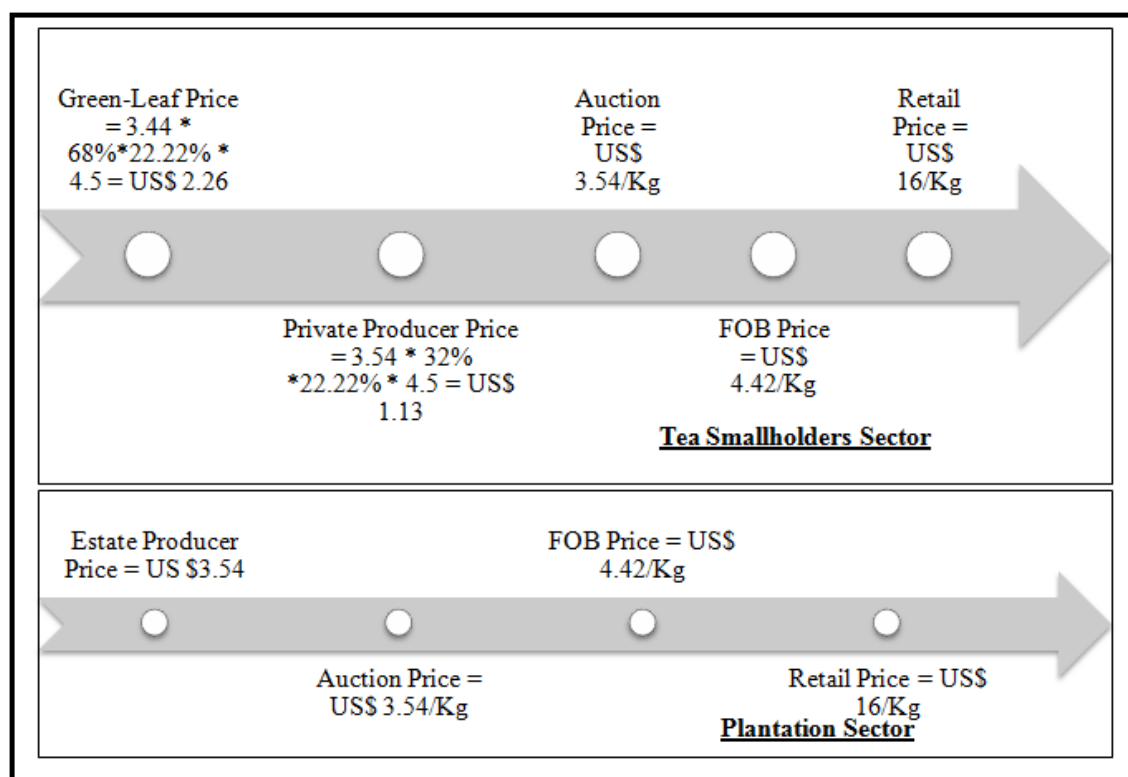 Green-Leaf Price
= 3.44 *
68%*22.22% *
4.5 = US$ 2.26
Auction
Price =
US$
3.54/Kg
Retail
Price =
US$
16/Kg
Private Producer Price
= 3.54 * 32%
*22.22%* 4.5 = US$
1.13
FOB Price
= US$
4.42/Kg
Tea Smallholders Sector
Estate Producer
Price = US $3.54
FOB Price = US$
4.42/Kg
Auction Price =
US$ 3.54/Kg
Retail Price = US$
16/Kg
Plantation Sector